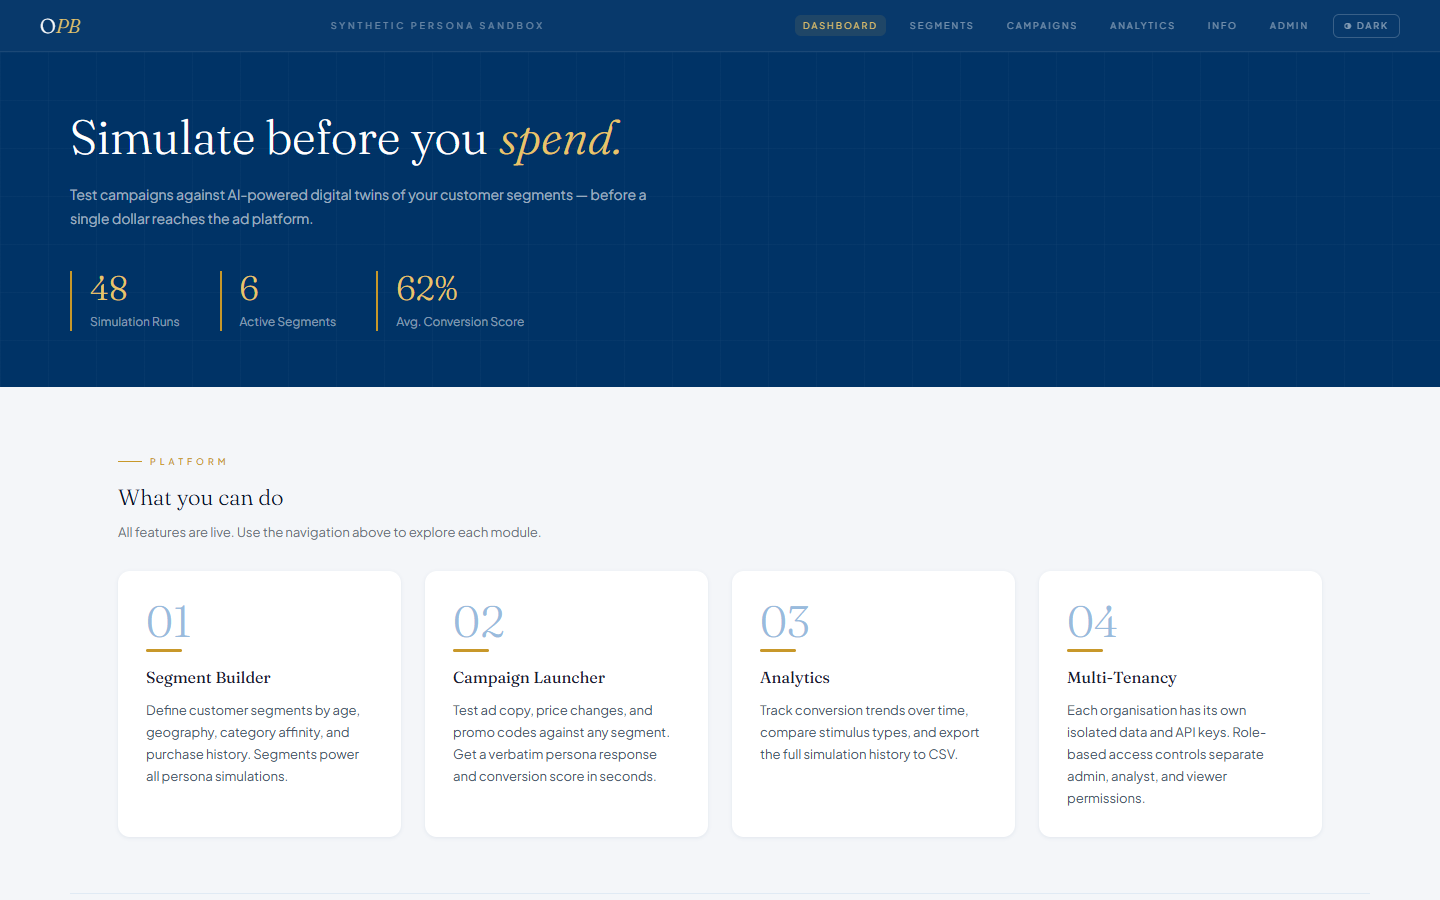 OPB
SYNTHETIC PERSONA SANDBOX
DASHBOARD
SEGMENTS
CAMPAIGNS
ANALYTICS
INFO
ADMIN
DARK
Simulate before you spend.
Test campaigns against AI-powered digital twins of your customer segments — before a
single dollar reaches the ad platform.
48
Simulation Runs
6
Active Segments
62%
Avg. Conversion Score
PLATFORM
What you can do
All features are live. Use the navigation above to explore each module.
01
Segment Builder
Define customer segments by age,
geography, category affinity, and
purchase history. Segments power
all persona simulations.
02
Campaign Launcher
Test ad copy, price changes, and
promo codes against any segment.
Get a verbatim persona response
and conversion score in seconds.
03
Analytics
Track conversion trends over time,
compare stimulus types, and export
the full simulation history to CSV.
04
Multi-Tenancy
Each organisation has its own
isolated data and API keys. Role-
based access controls separate
admin, analyst, and viewer
permissions.